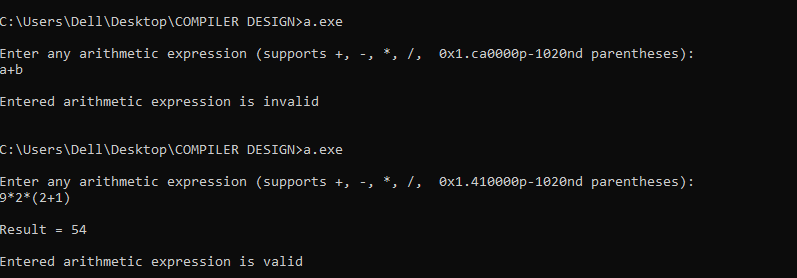 C:\Users\Dell\Desktop\COMPILER DESIGN>a.exe
Enter any arithmetic expression (supports +, -, *, /,  0x1.ca0000p-1020nd parentheses):
a+b
Entered arithmetic expression is invalid
C:\Users\Dell\Desktop\COMPILER DESIGN>a.exe
Enter any arithmetic expression (supports +, -, *, /,  0x1.410000p-1020nd parentheses):
9*2*(2+1)
Result = 54
Entered arithmetic expression is valid